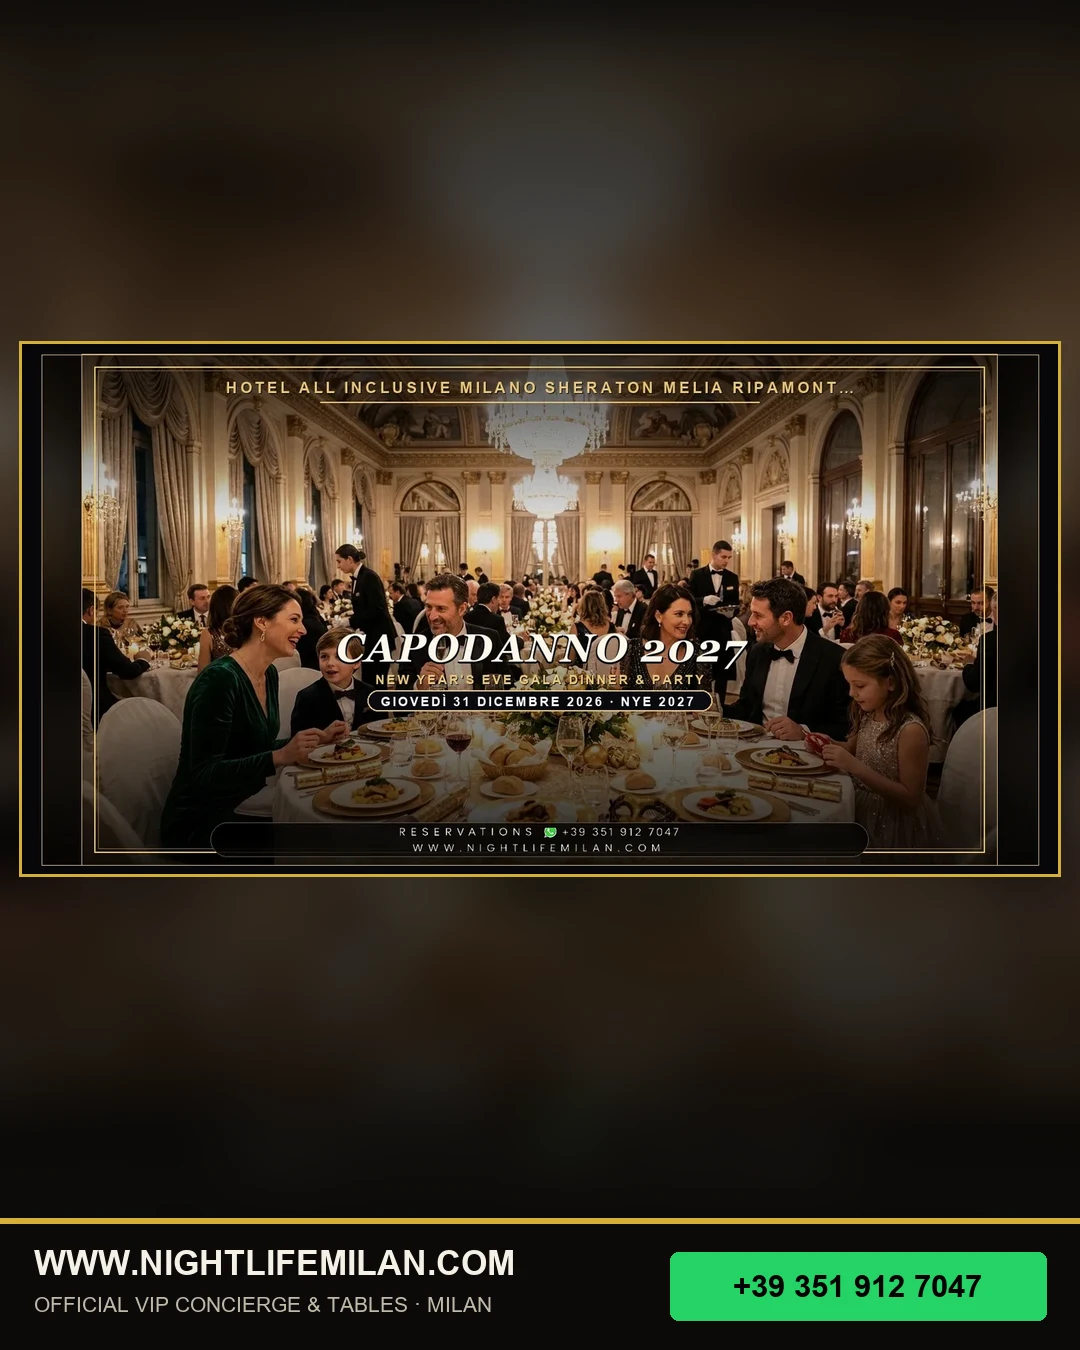 HOTEL ALL INCLUSIVE MILANO SHERATON MELIA RIPAMONT...
CAPODANNO 2027
NEW YEAR'S EVE GALA DINNER & PARTY
GIOVEDÌ 31 DICEMBRE 2026 · NYE 2027
RESERVATIONS +39 351 912 7047
WWW.NIGHTLIFEMILAN.COM
WWW.NIGHTLIFEMILAN.COM
OFFICIAL VIP CONCIERGE & TABLES · MILAN
+39 351 912 7047